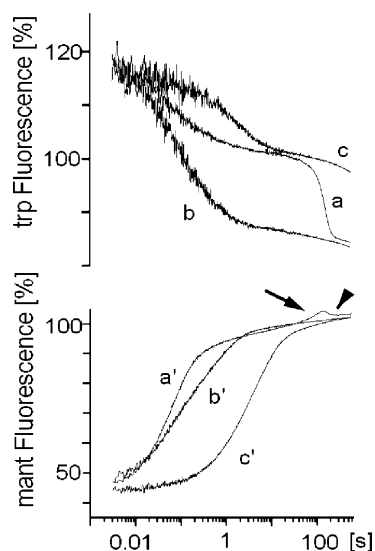 trp Fluorescence [%]
120
100
c
a
b
mant Fluorescence [%]
100
50
a'
b'
c'
0.01 1 100 [s]